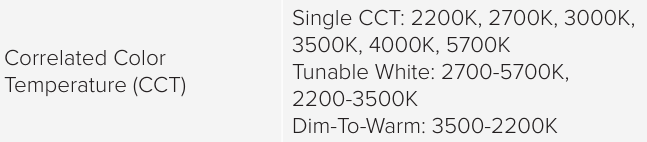 Correlated Color
Temperature (CCT)
Single CCT: 2200K, 2700K, 3000K,
3500K, 4000K, 5700K
Tunable White: 2700-5700K,
2200-3500K
Dim-To-Warm: 3500-2200K